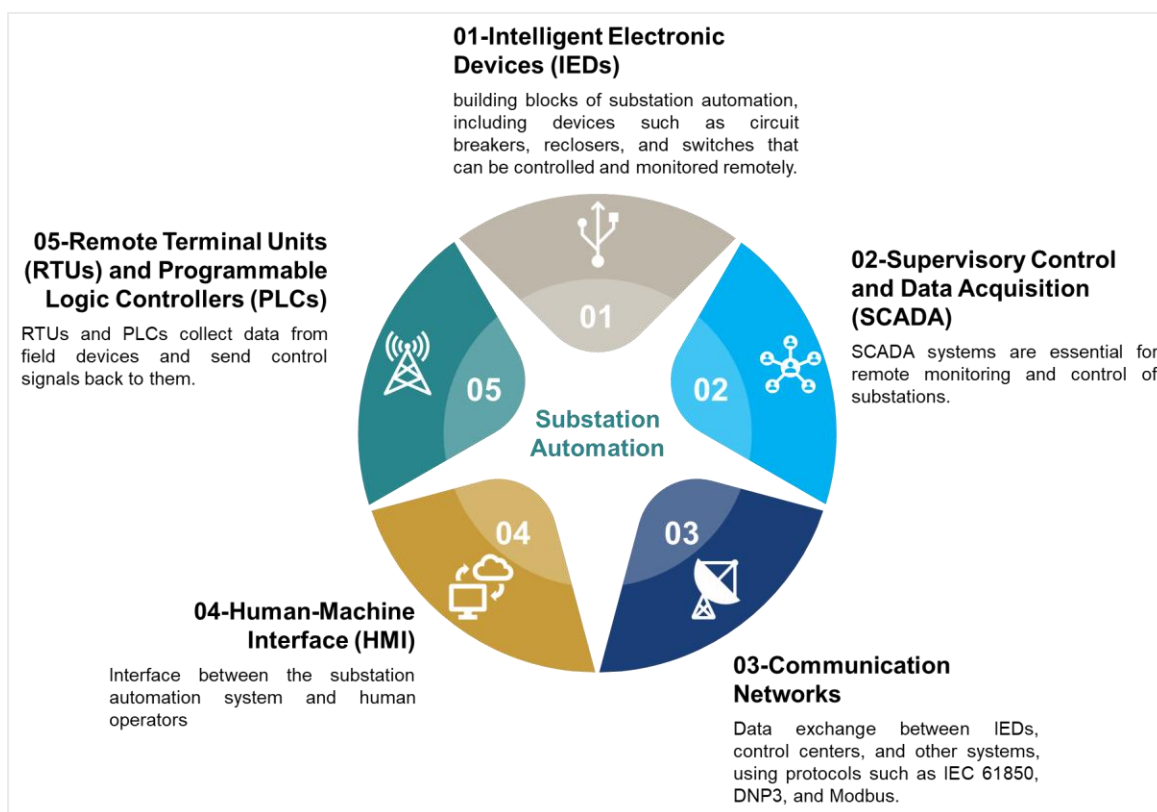 01-Intelligent Electronic
Devices (IEDs)
building blocks of substation automation,
including devices such as circuit
breakers, reclosers, and switches that
can be controlled and monitored remotely.
01
02-Supervisory Control
and Data Acquisition
(SCADA)
SCADA systems are essential for
remote monitoring and control of
substations.
02
03-Communication
Networks
Data exchange between IEDs,
control centers, and other systems,
using protocols such as IEC 61850,
DNP3, and Modbus.
03
04-Human-Machine
Interface (HMI)
Interface between the substation
automation system and human
operators
04
05-Remote Terminal Units
(RTUs) and Programmable
Logic Controllers (PLCs)
RTUs and PLCs collect data from
field devices and send control
signals back to them.
05
Substation
Automation